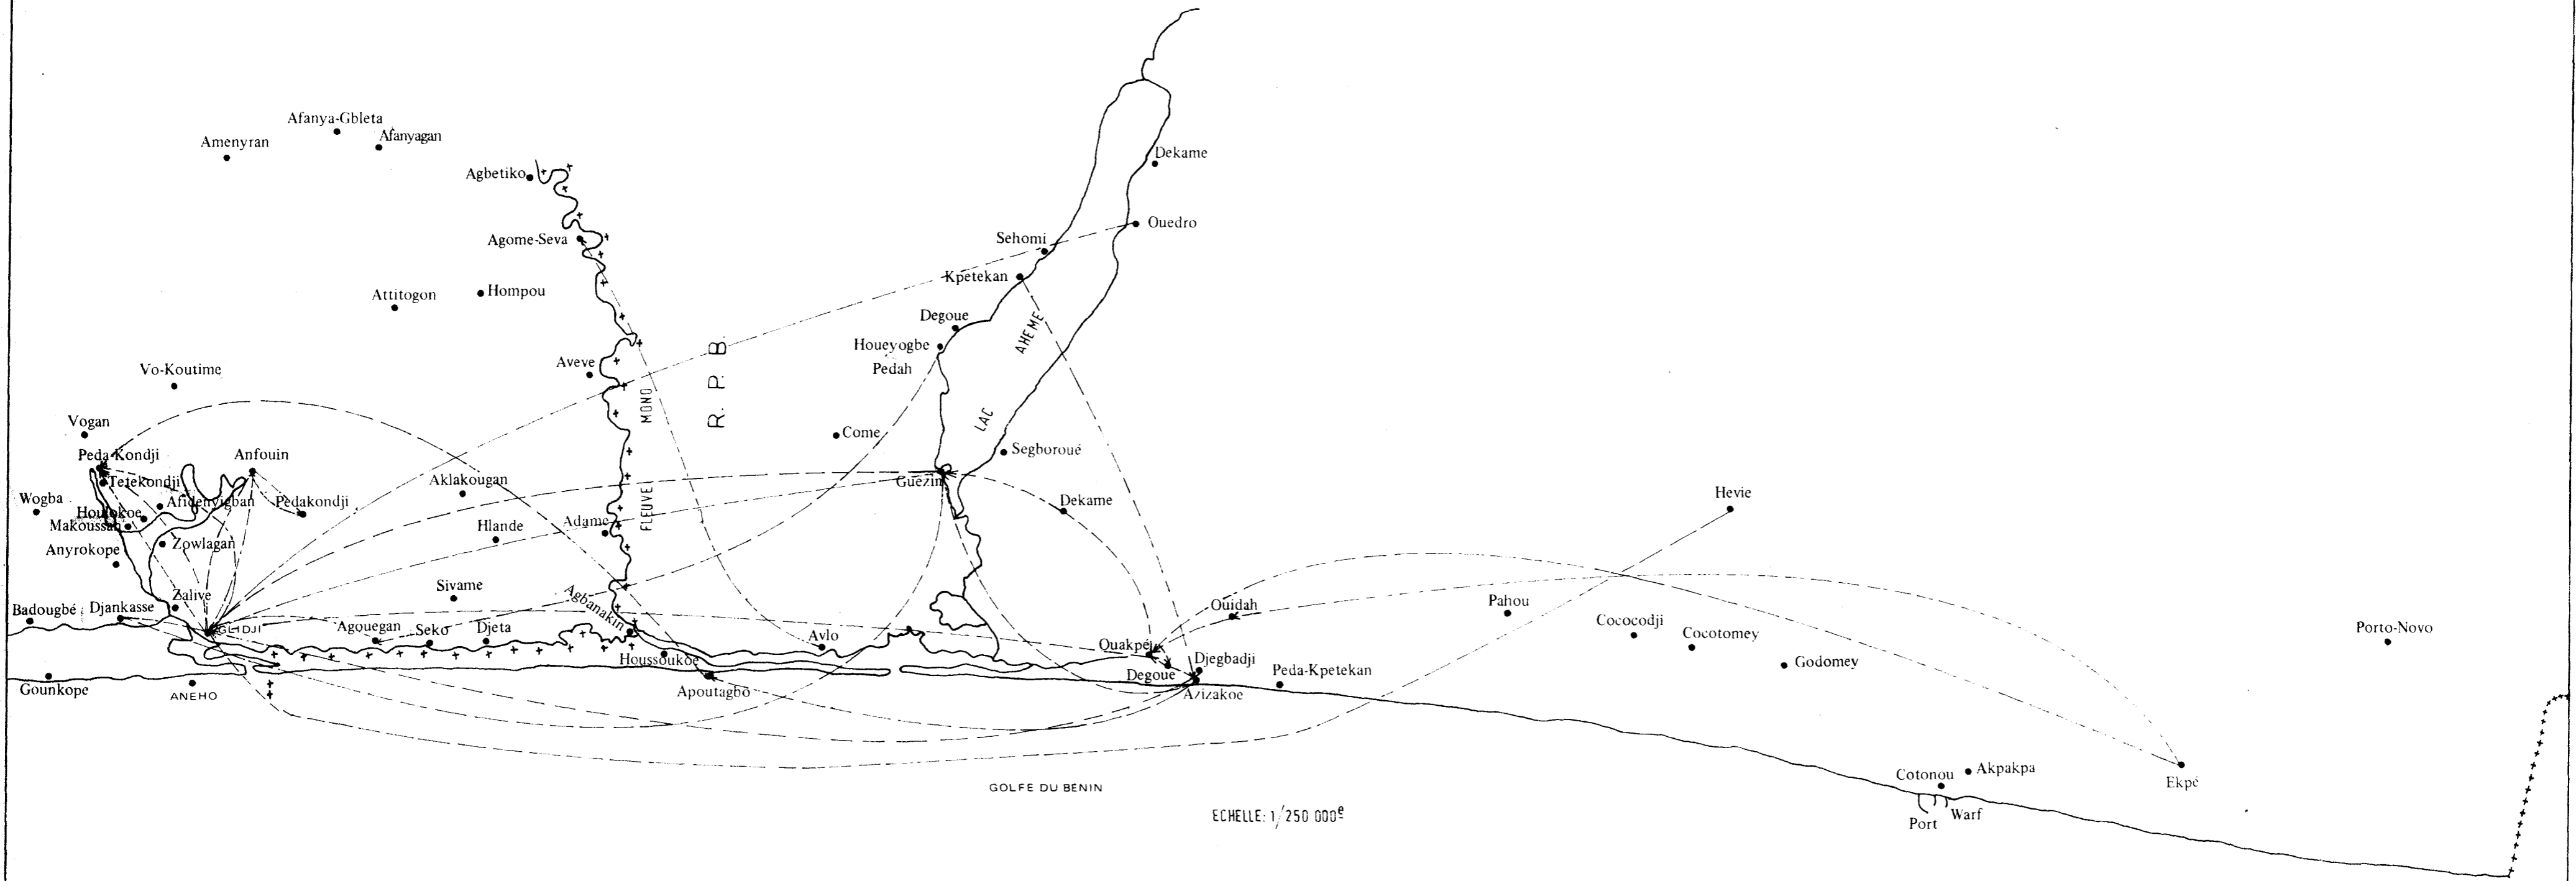 Afanya-Gbleta
Afanyagan
Amenyran
Agbetiko
Dekame
Ouedro
Agome-Seva
Sehomi
Kpetekan
Attitogon
Hompou
Degoue
AHEME
Houeyogbe
Pedah
R. P. B.
Aveve
Vo-Koutime
MONO
LAC
Vogan
Come
Segboroué
Peda-Kondji
Anfouin
Tetekondji
Aklakougan
Guezin
Wogba
Afidenyigban
Pedakondji
Dekame
Hevie
Houlokoe
Makoussan
Hlande
Adame
FLEUVE
Anyrokope
Zowlagan
Sivame
Agbanakin
Badougbé
Djankasse
Zalive
Ouidah
Pahou
GLIDJI
Agouegan
Seko
Djeta
Avlo
Cococodji
Cocotomey
Porto-Novo
Ouakpé
Houssoukoe
Djegbadji
Godomey
Degoue
Peda-Kpetekan
Gounkope
ANEHO
Apoutagbo
Azizakoe
GOLFE DU BENIN
Cotonou
Akpakpa
Ekpé
ECHELLE: 1/250 000e
Port
Warf